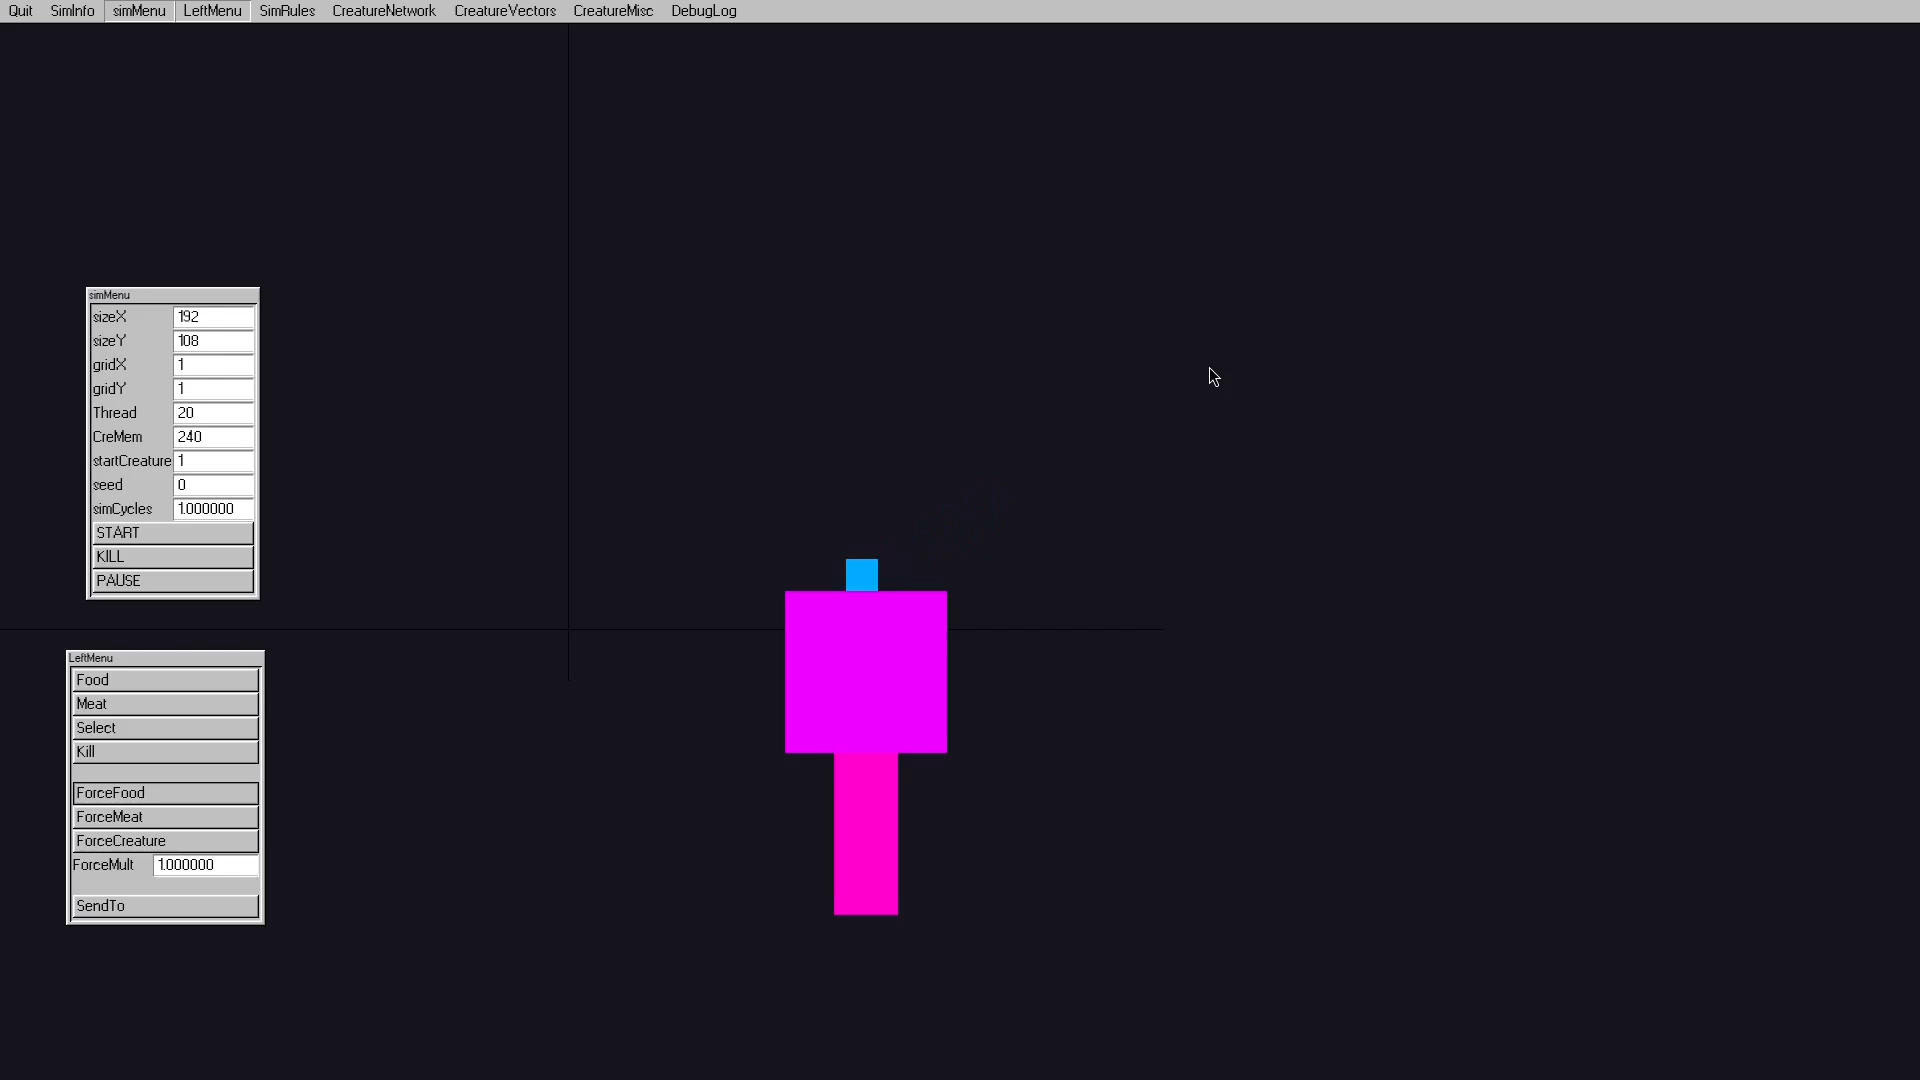 Quit SimInfo simMenu LeftMenu SimRules CreatureNetwork CreatureVectors CreatureMisc DebugLog
simMenu
sizeX 192
sizeY 108
gridX 1
gridY 1
Thread 20
CreMem 240
startCreature 1
seed 0
simCycles 1.000000
START
KILL
PAUSE
LeftMenu
Food
Meat
Select
Kill
ForceFood
ForceMeat
ForceCreature
ForceMult 1.000000
SendTo